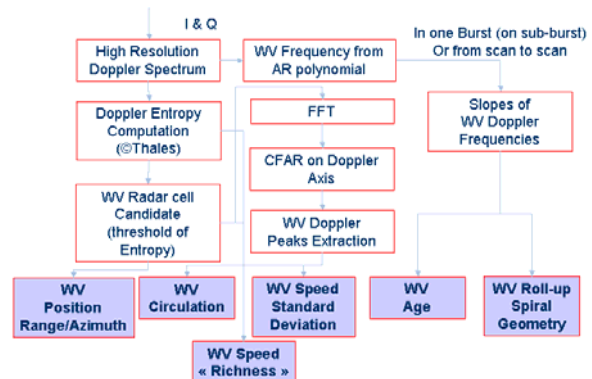 I & Q
In one Burst (on sub-burst)
Or from scan to scan
High Resolution
Doppler Spectrum
WV Frequency from
AR polynomial
Doppler Entropy
Computation
(©Thales)
FFT
Slopes of
WV Doppler
Frequencies
CFAR on Doppler
Axis
WV Radar cell
Candidate
(threshold of
Entropy)
WV Doppler
Peaks Extraction
WV
Position
Range/Azimuth
WV
Circulation
WV Speed
Standard
Deviation
WV
Age
WV Roll-up
Spiral
Geometry
WV Speed
« Richness »